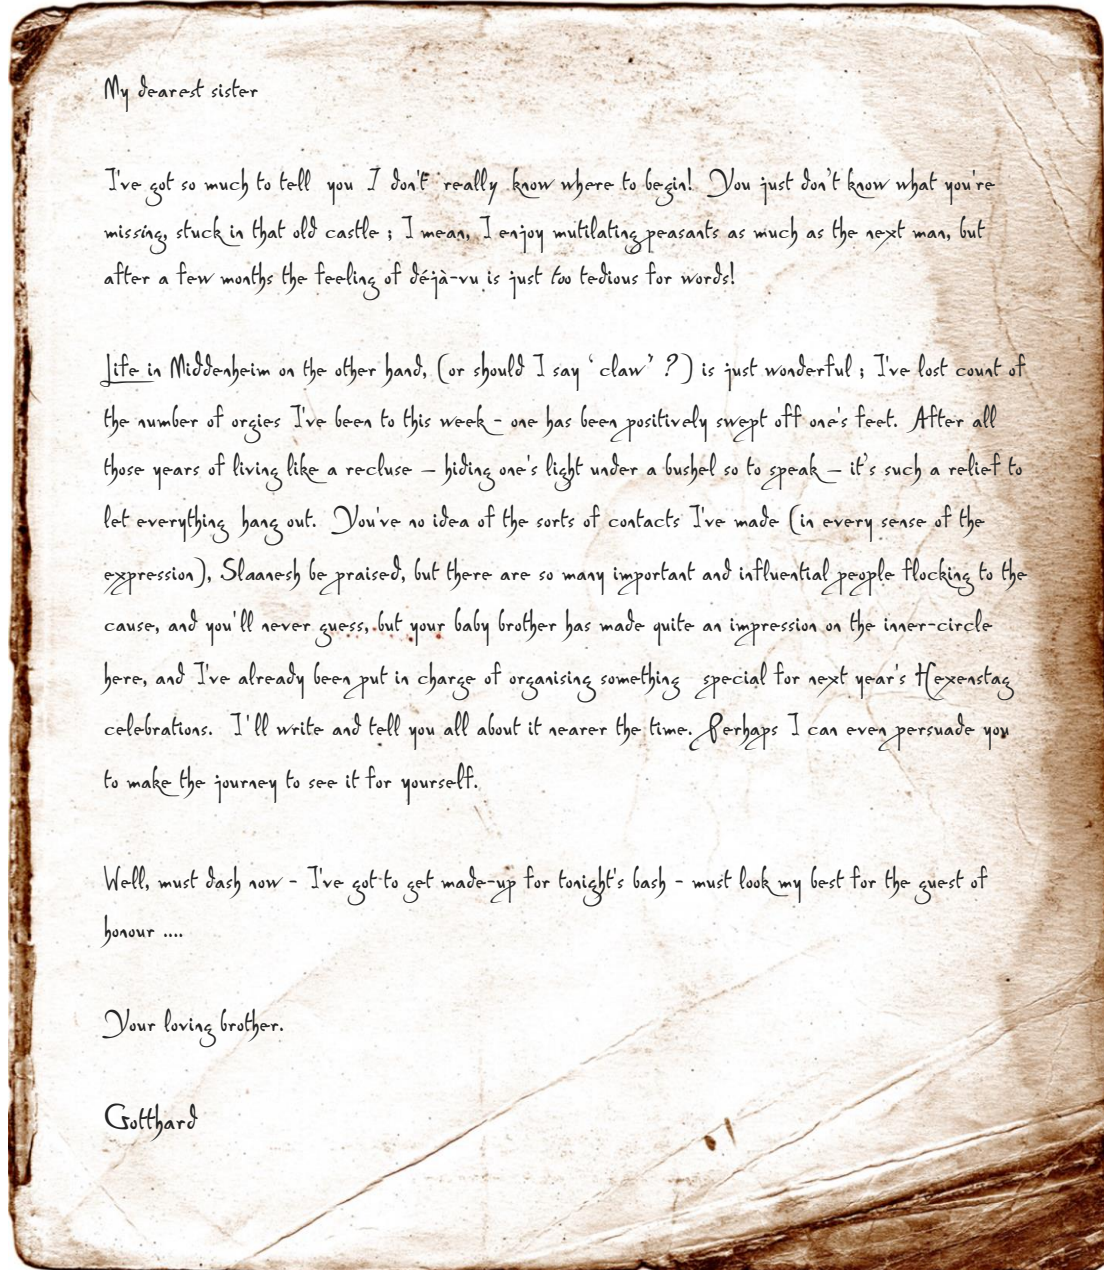 My dearest sister
I've got so much to tell you I don't really know where to begin! You just don't know what you're
missing, stuck in that old castle ; I mean, I enjoy mutilating peasants as much as the next man, but
after a few months the feeling of déjà-vu is just too tedious for words!
Life in Middenheim on the other hand, (or should I say ‘claw’ ?) is just wonderful ; I've lost count of
the number of orgies I've been to this week - one has been positively swept off one's feet. After all
those years of living like a recluse – hiding one's light under a bushel so to speak – it's such a relief to
let everything hang out. You've no idea of the sorts of contacts I've made (in every sense of the
expression), Slaanesh be praised, but there are so many important and influential people flocking to the
cause, and you'll never guess, but your baby brother has made quite an impression on the inner-circle
here, and I've already been put in charge of organising something special for next year's Hexenstag
celebrations. I'll write and tell you all about it nearer the time. Perhaps I can even persuade you
to make the journey to see it for yourself.
Well, must dash now - I've got to get made-up for tonight's bash - must look my best for the guest of
honour ....
Your loving brother.
Gotthard